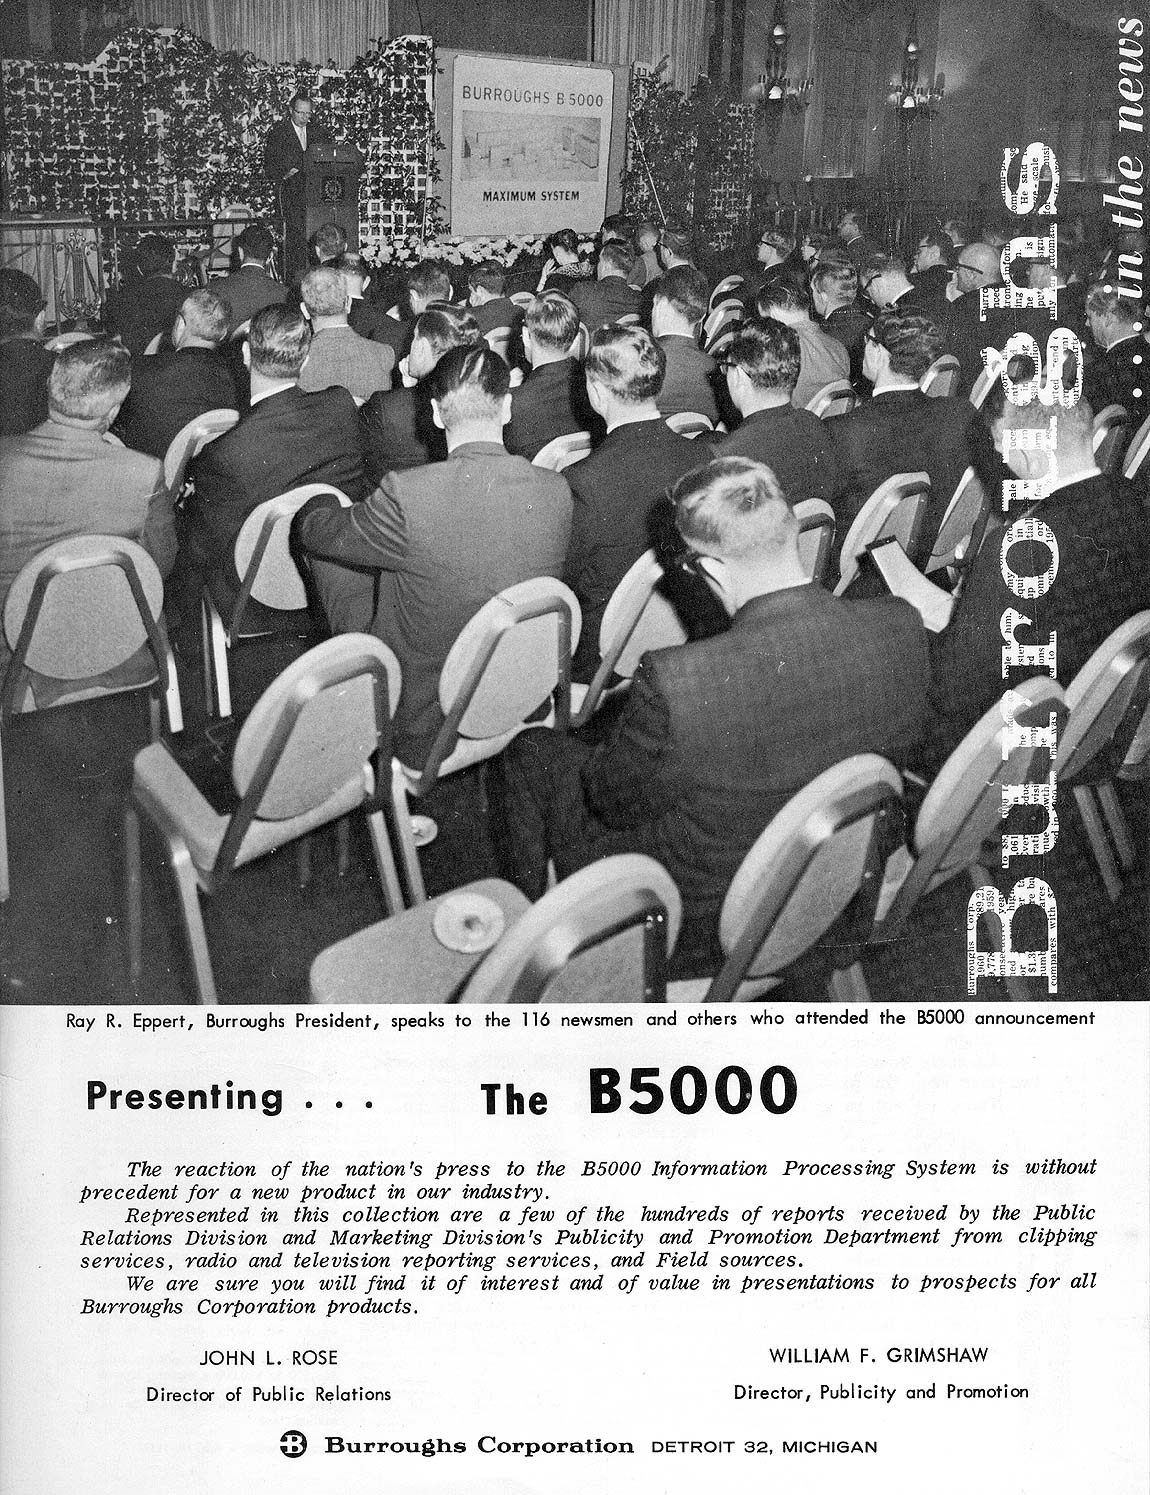 BURROUGHS B 5000
MAXIMUM SYSTEM
Burroughs
. . . in the news
Ray R. Eppert, Burroughs President, speaks to the 116 newsmen and others who attended the B5000 announcement
Presenting . . . The B5000
The reaction of the nation's press to the B5000 Information Processing System is without
precedent for a new product in our industry.
Represented in this collection are a few of the hundreds of reports received by the Public
Relations Division and Marketing Division's Publicity and Promotion Department from clipping
services, radio and television reporting services, and Field sources.
We are sure you will find it of interest and of value in presentations to prospects for all
Burroughs Corporation products.
JOHN L. ROSE
Director of Public Relations
WILLIAM F. GRIMSHAW
Director, Publicity and Promotion
B Burroughs Corporation DETROIT 32, MICHIGAN